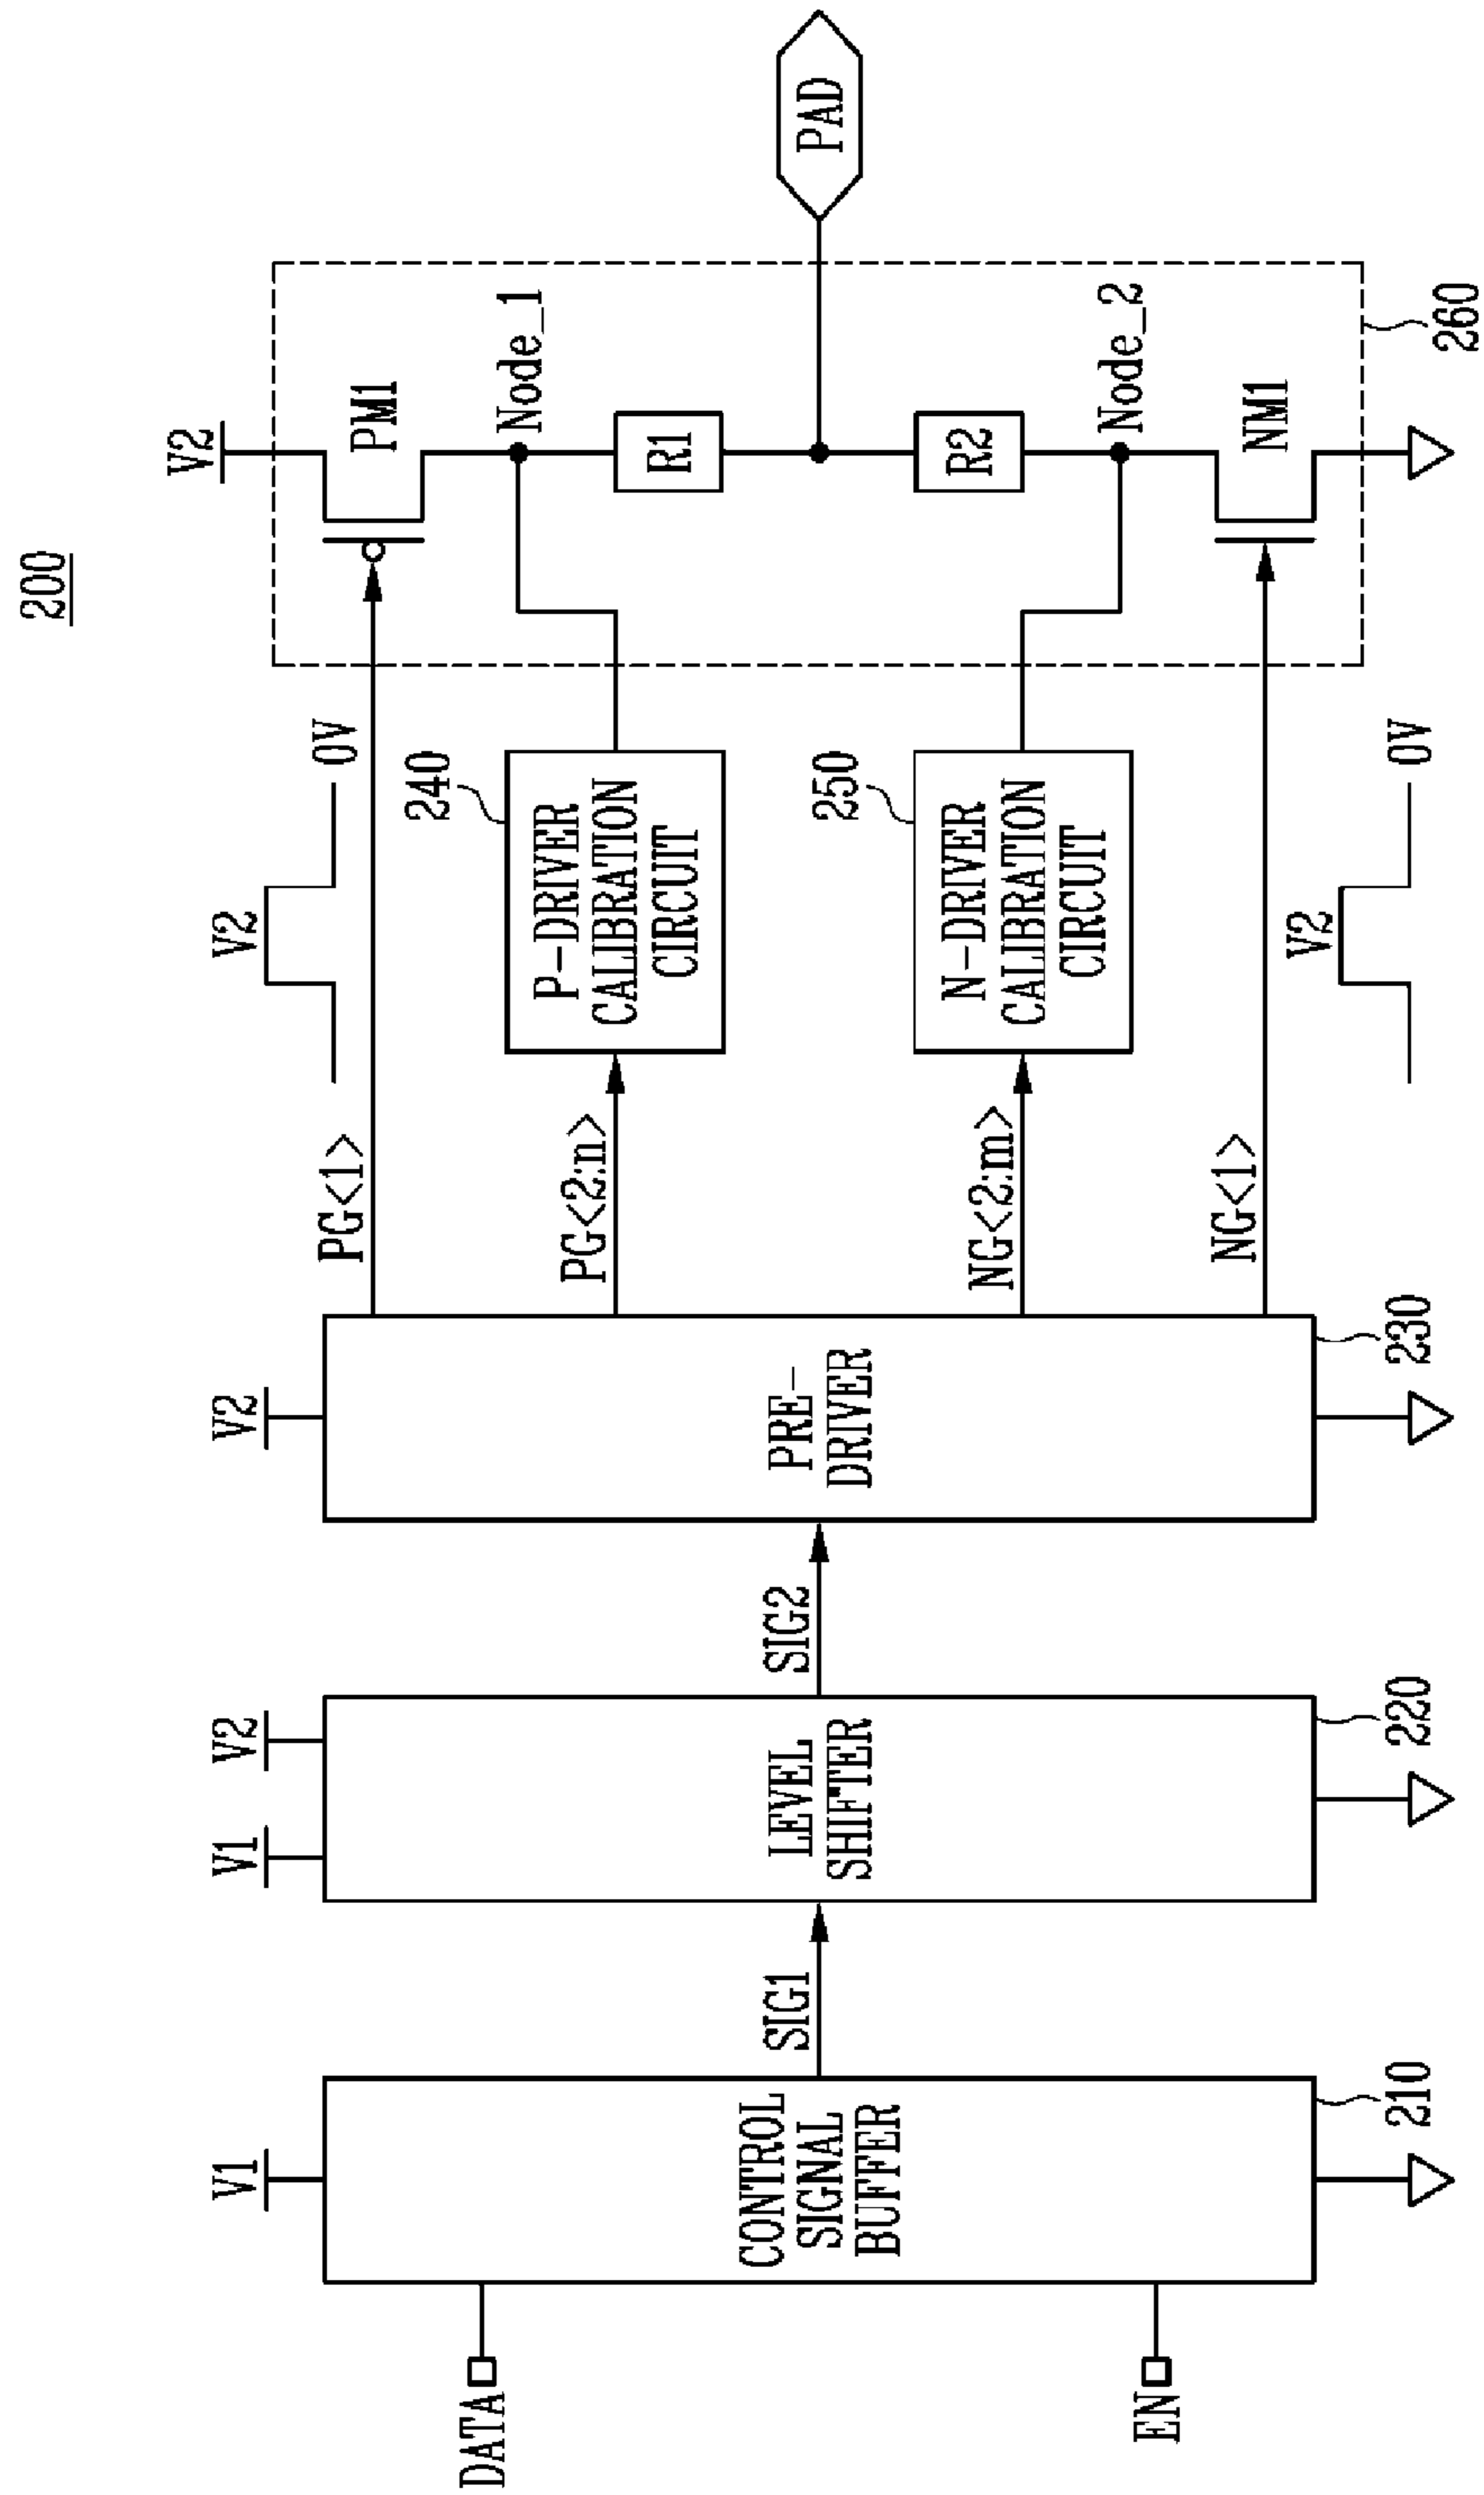 200
DATA
EN
V1
CONTROL
SIGNAL
BUFFER
210
SIG1
V1
V2
LEVEL
SHIFTER
220
SIG2
V2
PRE-
DRIVER
230
PG<1>
V2
0V
PG<2:n>
P-DRIVER
CALIBRATION
CIRCUIT
240
NG<2:m>
N-DRIVER
CALIBRATION
CIRCUIT
250
NG<1>
V2
0V
V2
PM1
Node_1
R1
R2
Node_2
NM1
260
PAD